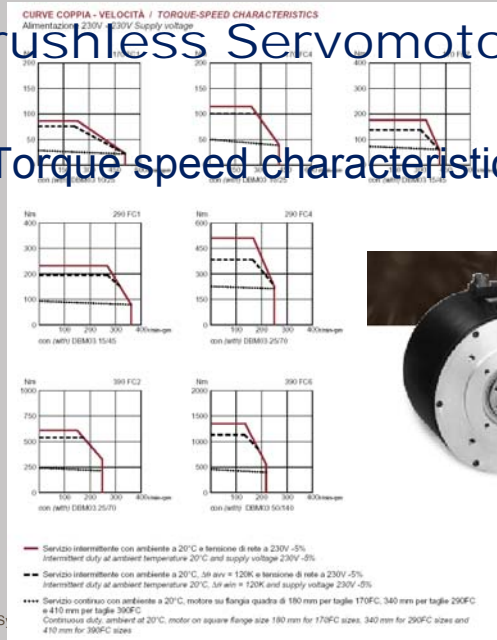 CURVE COPPIA - VELOCITÀ / TORQUE-SPEED CHARACTERISTICS
Alimentazione 230V - 230V Supply voltage
rushless Servomoto
Torque speed characteristic
Nm 290 FC1
400
300
200
100
0
100 200 300 400
con (with) DBM03 15/45
Nm 290 FC4
600
450
300
150
0
100 200 300 400
con (with) DBM03 25/70
Nm 390 FC2
1000
750
500
250
0
100 200 300 400
con (with) DBM03 25/70
Nm 390 FC6
2000
1500
1000
500
0
100 200 300 400
con (with) DBM03 50/140
Servizio intermittente con ambiente a 20°C e tensione di rete a 230V -5%
Intermittent duty at ambient temperature 20°C and supply voltage 230V -5%
Servizio intermittente con ambiente a 20°C, Δθ avv = 120K e tensione di rete a 230V -5%
Intermittent duty at ambient temperature 20°C, Δθ win = 120K and supply voltage 230V -5%
Servizio continuo con ambiente a 20°C, motore su flangia quadra di 180 mm per taglie 170FC, 340 mm per taglie 290FC
e 410 mm per taglie 390FC
Continuous duty, ambient at 20°C, motor on square flange size 180 mm for 170FC sizes, 340 mm for 290FC sizes and
410 mm for 390FC sizes